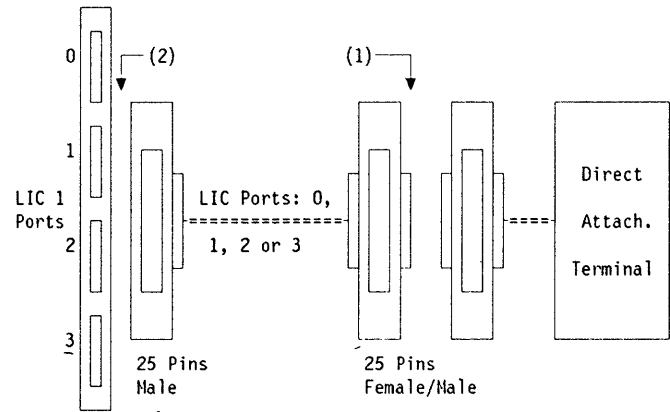 0
(2)
(1)
1
LIC 1
Ports
LIC Ports: 0,
1, 2 or 3
2
3
Direct
Attach.
Terminal
25 Pins
Male
25 Pins
Female/Male